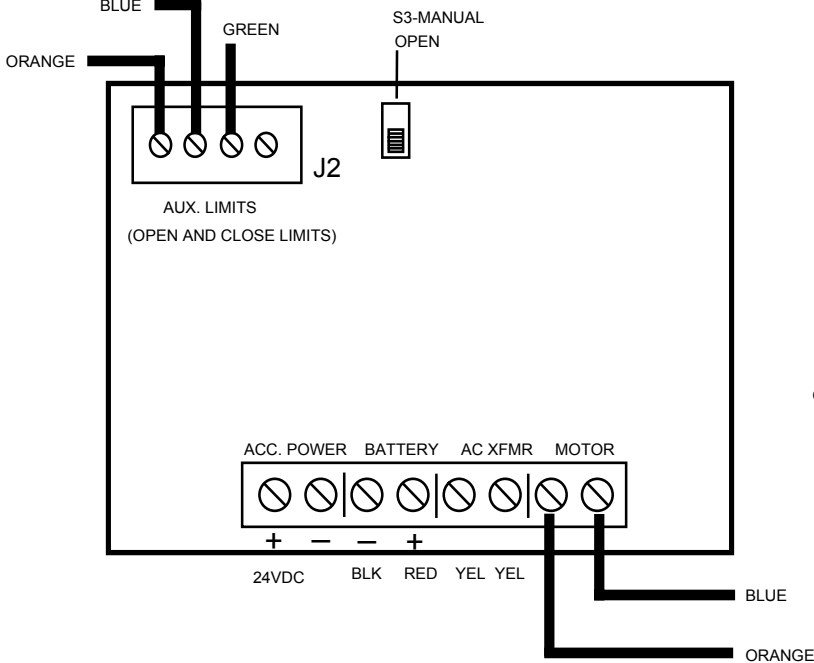 BLUE
GREEN
ORANGE
S3-MANUAL
OPEN
J2
AUX. LIMITS
(OPEN AND CLOSE LIMITS)
ACC. POWER BATTERY AC XFMR MOTOR
+ − − +
24VDC BLK RED YEL YEL
BLUE
ORANGE